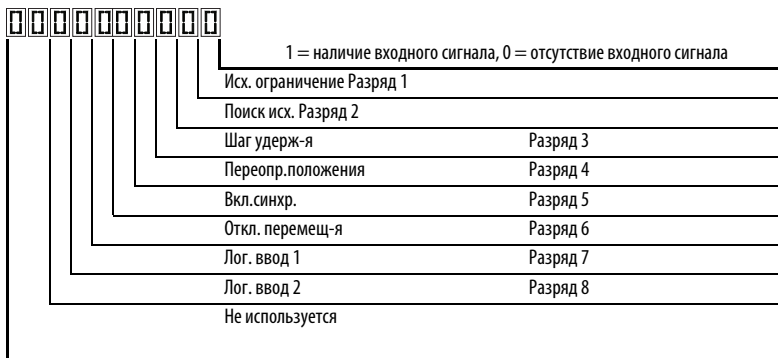 0000000000
1 = наличие входного сигнала, 0 = отсутствие входного сигнала
Исх. ограничение Разряд 1
Поиск исх. Разряд 2
Шаг удерж-я Разряд 3
Переопр.положения Разряд 4
Вкл.синхр. Разряд 5
Откл. перемещ-я Разряд 6
Лог. ввод 1 Разряд 7
Лог. ввод 2 Разряд 8
Не используется